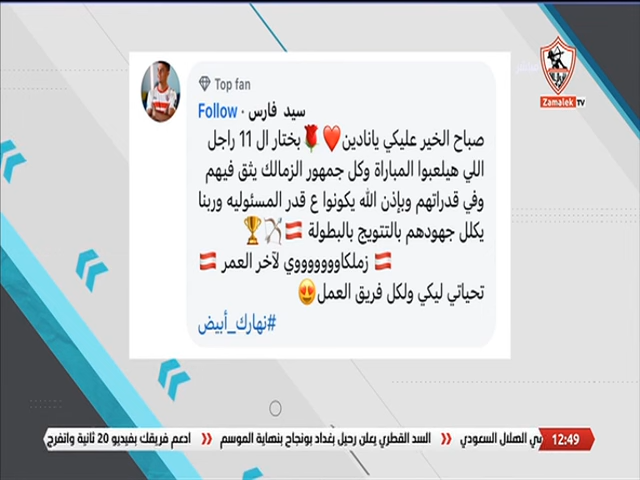 Zamalek TV
Top fan
سيد فارس · Follow
صباح الخير عليكي يانادين❤️🌹بختار ال 11 راجل
اللي هيلعبوا المباراة وكل جمهور الزمالك يثق فيهم
وفي قدراتهم وبإذن الله يكونوا ع قدر المسئوليه وربنا
يكلل جهودهم بالتتويج بالبطولة 🇦🇹🏹🏆
🇦🇹 زملكاوووووووي لآخر العمر 🇦🇹
تحياتي ليكي ولكل فريق العمل😍
#نهارك_أبيض
12:49
في الهلال السعودي » السد القطري يعلن رحيل بغداد بونجاح بنهاية الموسم » ادعم فريقك بفيديو 20 ثانية واتفرج